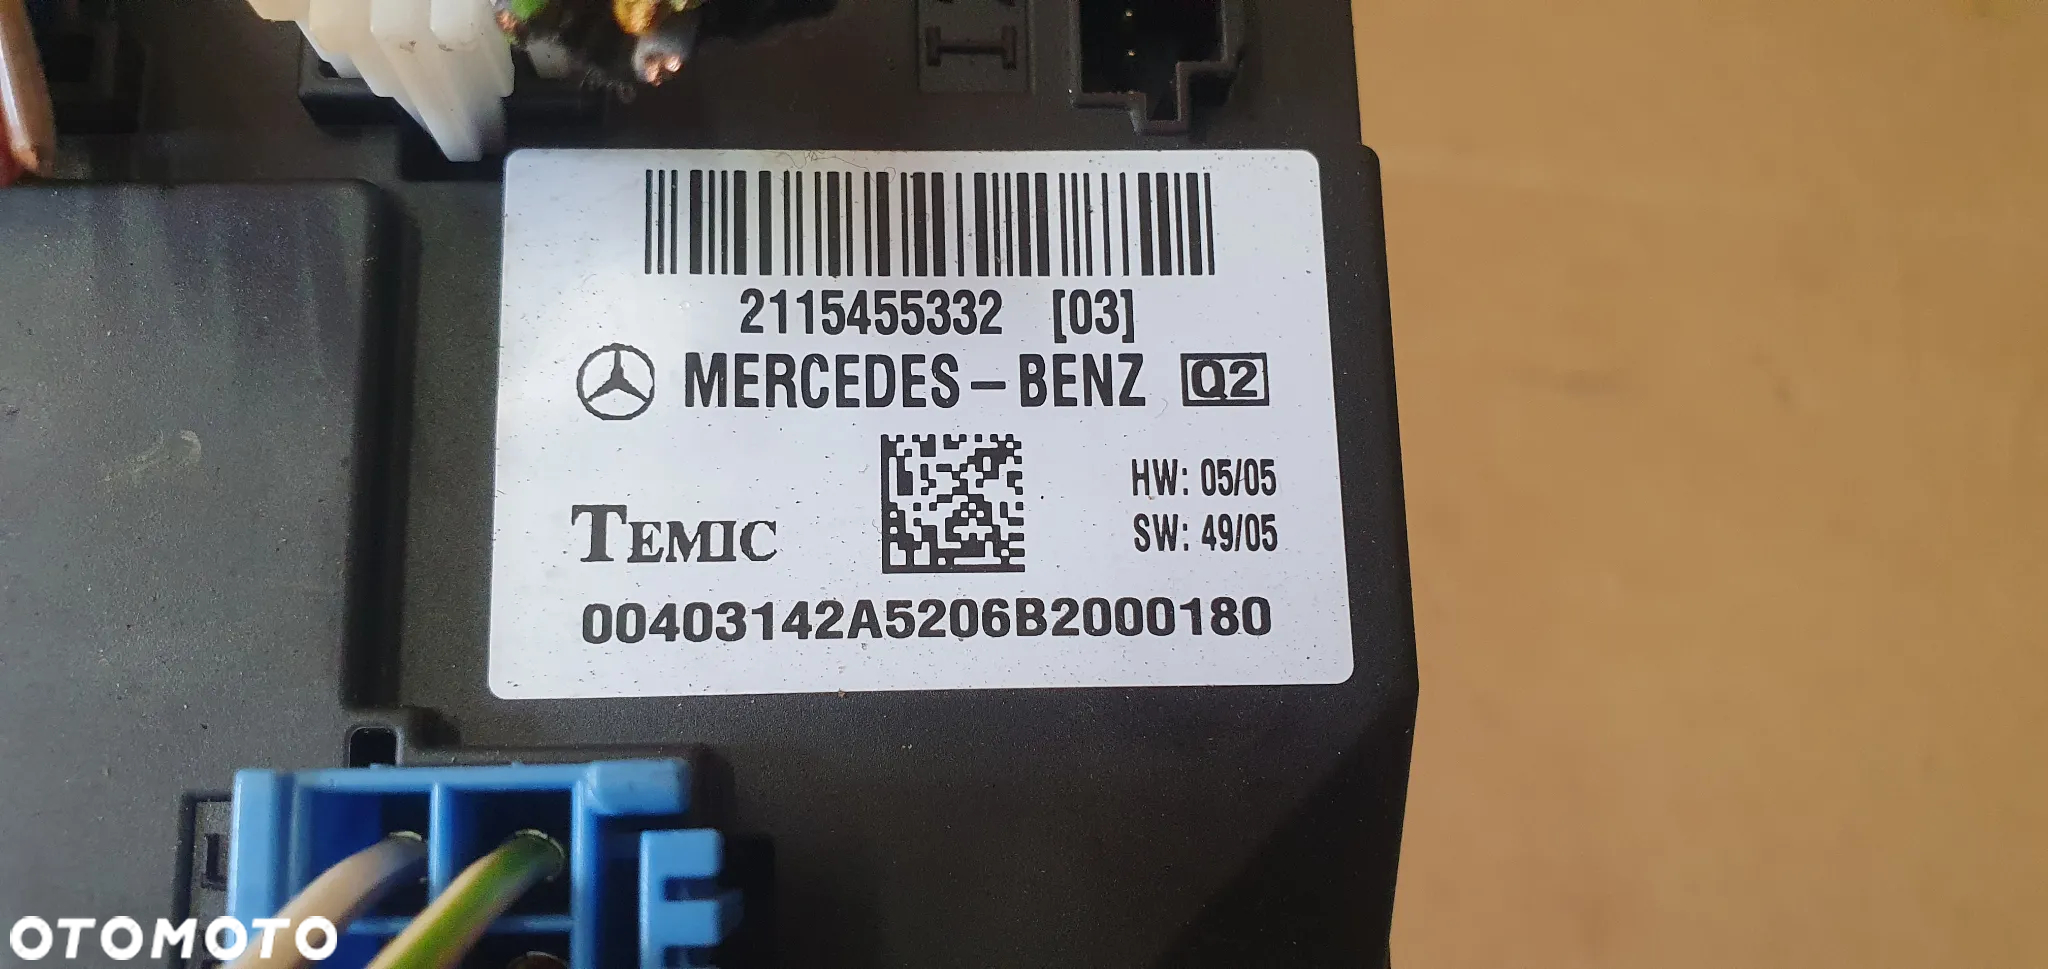 2115455332 [03]
MERCEDES-BENZ Q2
HW: 05/05
TEMIC
SW: 49/05
00403142A5206B2000180
OTOMOTO